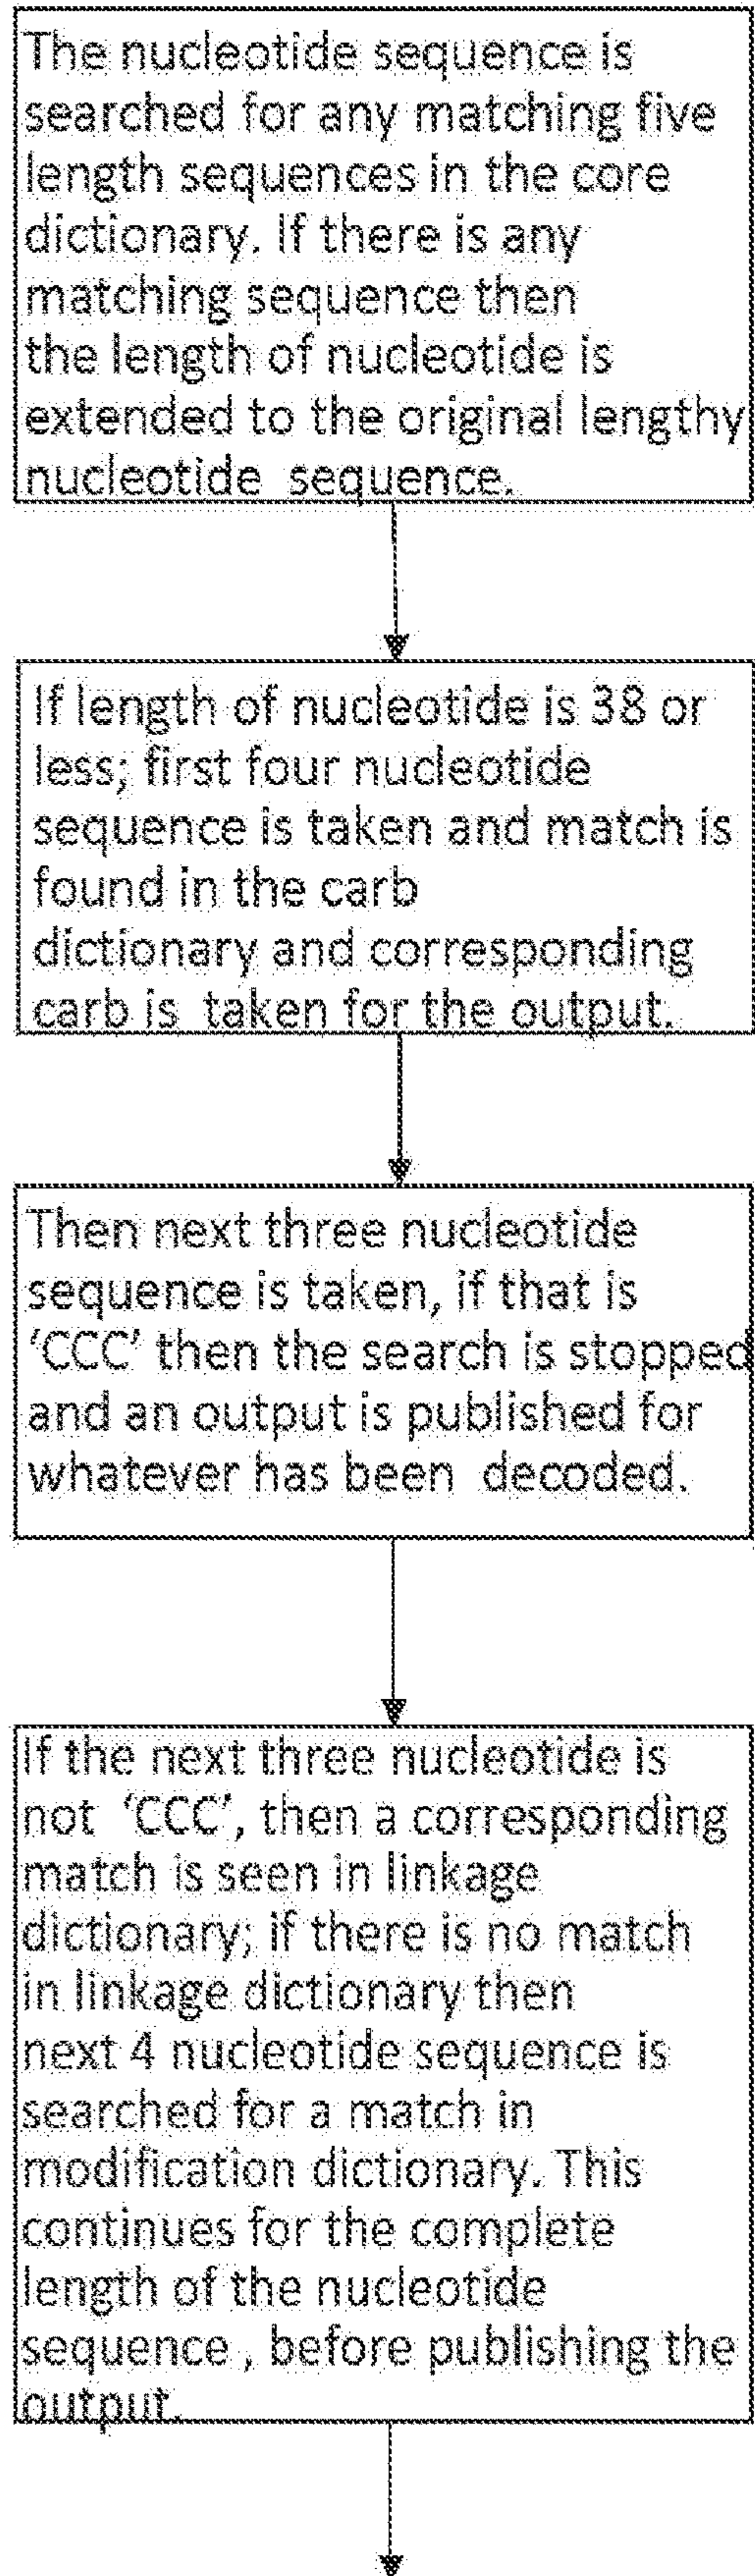 The nucleotide sequence is
searched for any matching five
length sequences in the core
dictionary. If there is any
matching sequence then
the length of nucleotide is
extended to the original lengthy
nucleotide sequence.
If length of nucleotide is 38 or
less; first four nucleotide
sequence is taken and match is
found in the carb
dictionary and corresponding
carb is taken for the output.
Then next three nucleotide
sequence is taken, if that is
‘CCC’ then the search is stopped
and an output is published for
whatever has been decoded.
If the next three nucleotide is
not ‘CCC’, then a corresponding
match is seen in linkage
dictionary; if there is no match
in linkage dictionary then
next 4 nucleotide sequence is
searched for a match in
modification dictionary. This
continues for the complete
length of the nucleotide
sequence , before publishing the
output.